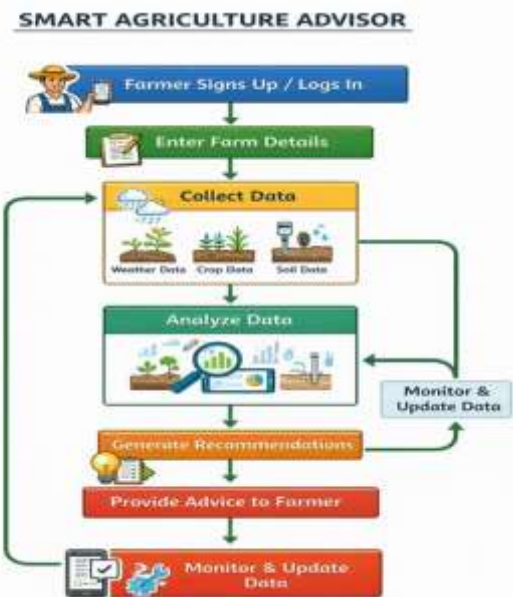 SMART AGRICULTURE ADVISOR
Farmer Signs Up / Logs In
Enter Farm Details
Collect Data
Weather Data Crop Data Soil Data
Analyze Data
Monitor &
Update Data
Generate Recommendations
Provide Advice to Farmer
Monitor & Update
Data